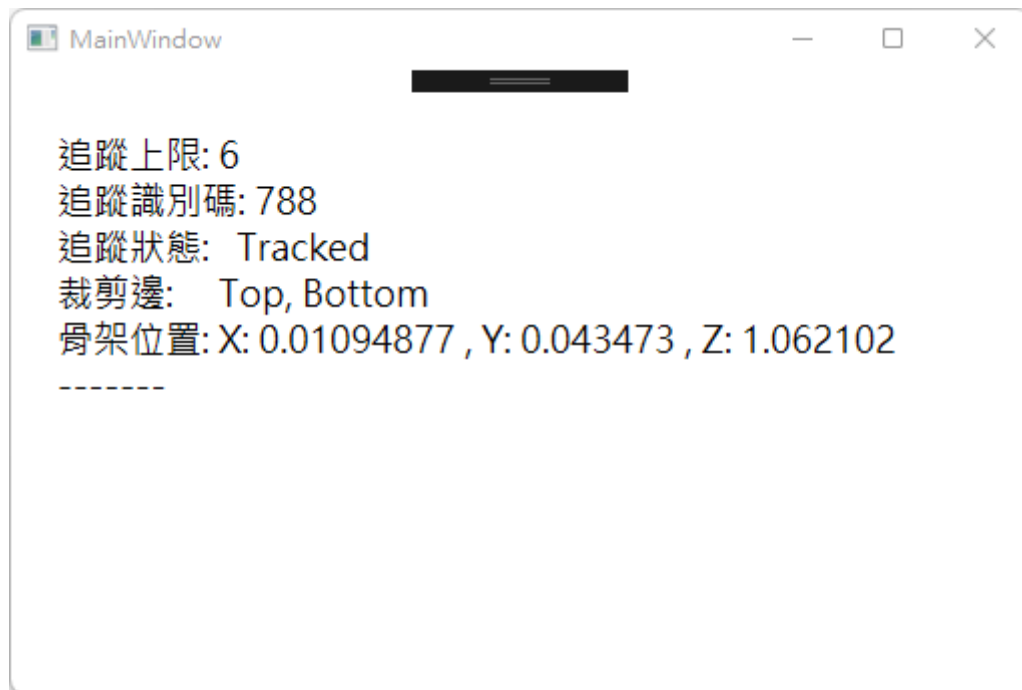 MainWindow
追蹤上限: 6
追蹤識別碼: 788
追蹤狀態: Tracked
裁剪邊: Top, Bottom
骨架位置: X: 0.01094877 , Y: 0.043473 , Z: 1.062102
-------